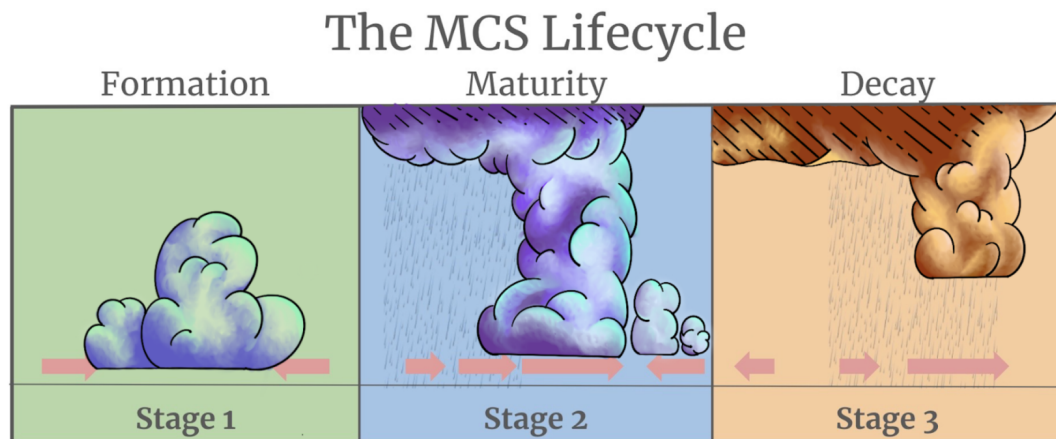 The MCS Lifecycle
Formation
Maturity
Decay
Stage 1
Stage 2
Stage 3